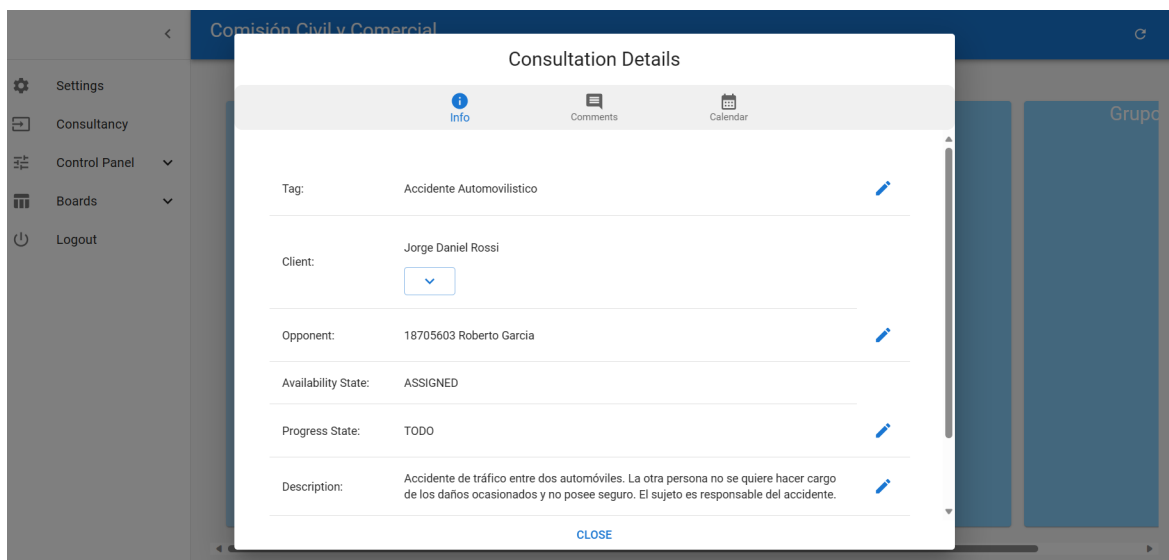 Comisión Civil y Comercial
Settings
Consultancy
Control Panel
Boards
Logout
Grupo
Consultation Details
Info
Comments
Calendar
Tag:
Accidente Automovilistico
Client:
Jorge Daniel Rossi
Opponent:
18705603 Roberto Garcia
Availability State:
ASSIGNED
Progress State:
TODO
Description:
Accidente de tráfico entre dos automóviles. La otra persona no se quiere hacer cargo
de los daños ocasionados y no posee seguro. El sujeto es responsable del accidente.
CLOSE